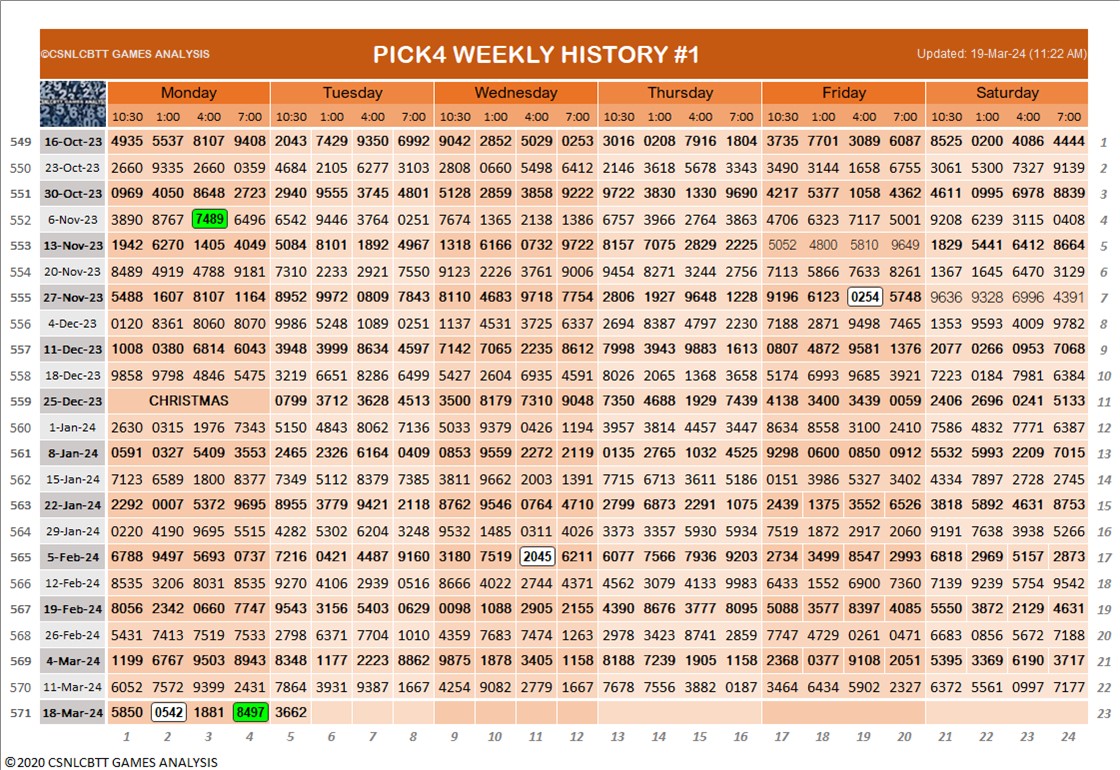 ©CSNLCBTT GAMES ANALYSIS PICK4 WEEKLY HISTORY #1 Updated: 19-Mar-24 (11:22 AM)
Monday Tuesday Wednesday Thursday Friday Saturday
10:30 1:00 4:00 7:00 10:30 1:00 4:00 7:00 10:30 1:00 4:00 7:00 10:30 1:00 4:00 7:00 10:30 1:00 4:00 7:00 10:30 1:00 4:00 7:00
549 16-Oct-23 4935 5537 8107 9408 2043 7429 9350 6992 9042 2852 5029 0253 3016 0208 7916 1804 3735 7701 3089 6087 8525 0200 4086 4444 1
550 23-Oct-23 2660 9335 2660 0359 4684 2105 6277 3103 2808 0660 5498 6412 2146 3618 5678 3343 3490 3144 1658 6755 3061 5300 7327 9139 2
551 30-Oct-23 0969 4050 8648 2723 2940 9555 3745 4801 5128 2859 3858 9222 9722 3830 1330 9690 4217 5377 1058 4362 4611 0995 6978 8839 3
552 6-Nov-23 3890 8767 7489 6496 6542 9446 3764 0251 7674 1365 2138 1386 6757 3966 2764 3863 4706 6323 7117 5001 9208 6239 3115 0408 4
553 13-Nov-23 1942 6270 1405 4049 5084 8101 1892 4967 1318 6166 0732 9722 8157 7075 2829 2225 5052 4800 5810 9649 1829 5441 6412 8664 5
554 20-Nov-23 8489 4919 4788 9181 7310 2233 2921 7550 9123 2226 3761 9006 9454 8271 3244 2756 7113 5866 7633 8261 1367 1645 6470 3129 6
555 27-Nov-23 5488 1607 8107 1164 8952 9972 0809 7843 8110 4683 9718 7754 2806 1927 9648 1228 9196 6123 0254 5748 9636 9328 6996 4391 7
556 4-Dec-23 0120 8361 8060 8070 9986 5248 1089 0251 1137 4531 3725 6337 2694 8387 4797 2230 7188 2871 9498 7465 1353 9593 4009 9782 8
557 11-Dec-23 1008 0380 6814 6043 3948 3999 8634 4597 7142 7065 2235 8612 7998 3943 9883 1613 0807 4872 9581 1376 2077 0266 0953 7068 9
558 18-Dec-23 9858 9798 4846 5475 3219 6651 8286 6499 5427 2604 6935 4591 8026 2065 1368 3658 5174 6993 9685 3921 7223 0184 7981 6384 10
559 25-Dec-23 CHRISTMAS 0799 3712 3628 4513 3500 8179 7310 9048 7350 4688 1929 7439 4138 3400 3439 0059 2406 2696 0241 5133 11
560 1-Jan-24 2630 0315 1976 7343 5150 4843 8062 7136 5033 9379 0426 1194 3957 3814 4457 3447 8634 8558 3100 2410 7586 4832 7771 6387 12
561 8-Jan-24 0591 0327 5409 3553 2465 2326 6164 0409 0853 9559 2272 2119 0135 2765 1032 4525 9298 0600 0850 0912 5532 5993 2209 7015 13
562 15-Jan-24 7123 6589 1800 8377 7349 5112 8379 7385 3811 9662 2003 1391 7715 6713 3611 5186 0151 3986 5327 3402 4334 7897 2728 2745 14
563 22-Jan-24 2292 0007 5372 9695 8955 3779 9421 2118 8762 9546 0764 4710 2799 6873 2291 1075 2439 1375 3552 6526 3818 5892 4631 8753 15
564 29-Jan-24 0220 4190 9695 5515 4282 5302 6204 3248 9532 1485 0311 4026 3373 3357 5930 5934 7519 1872 2917 2060 9191 7638 3938 5266 16
565 5-Feb-24 6788 9497 5693 0737 7216 0421 4487 9160 3180 7519 2045 6211 6077 7566 7936 9203 2734 3499 8547 2993 6818 2969 5157 2873 17
566 12-Feb-24 8535 3206 8031 8535 9270 4106 2939 0516 8666 4022 2744 4371 4562 3079 4133 9983 6433 1552 6900 7360 7139 9239 5754 9542 18
567 19-Feb-24 8056 2342 0660 7747 9543 3156 5403 0629 0098 1088 2905 2155 4390 8676 3777 8095 5088 3577 8397 4085 5550 3872 2129 4631 19
568 26-Feb-24 5431 7413 7519 7533 2798 6371 7704 1010 4359 7683 7474 1263 2978 3423 8741 2859 7747 4729 0261 0471 6683 0856 5672 7188 20
569 4-Mar-24 1199 6767 9503 8943 8348 1177 2223 8862 9875 1878 3405 1158 8188 7239 1905 1158 2368 0377 9108 2051 5395 3369 6190 3717 21
570 11-Mar-24 6052 7572 9399 2431 7864 3931 9387 1667 4254 9082 2779 1667 7678 7556 3882 0187 3464 6434 5902 2327 6372 5561 0997 7177 22
571 18-Mar-24 5850 0542 1881 8497 3662 23
1 2 3 4 5 6 7 8 9 10 11 12 13 14 15 16 17 18 19 20 21 22 23 24
©2020 CSNLCBTT GAMES ANALYSIS